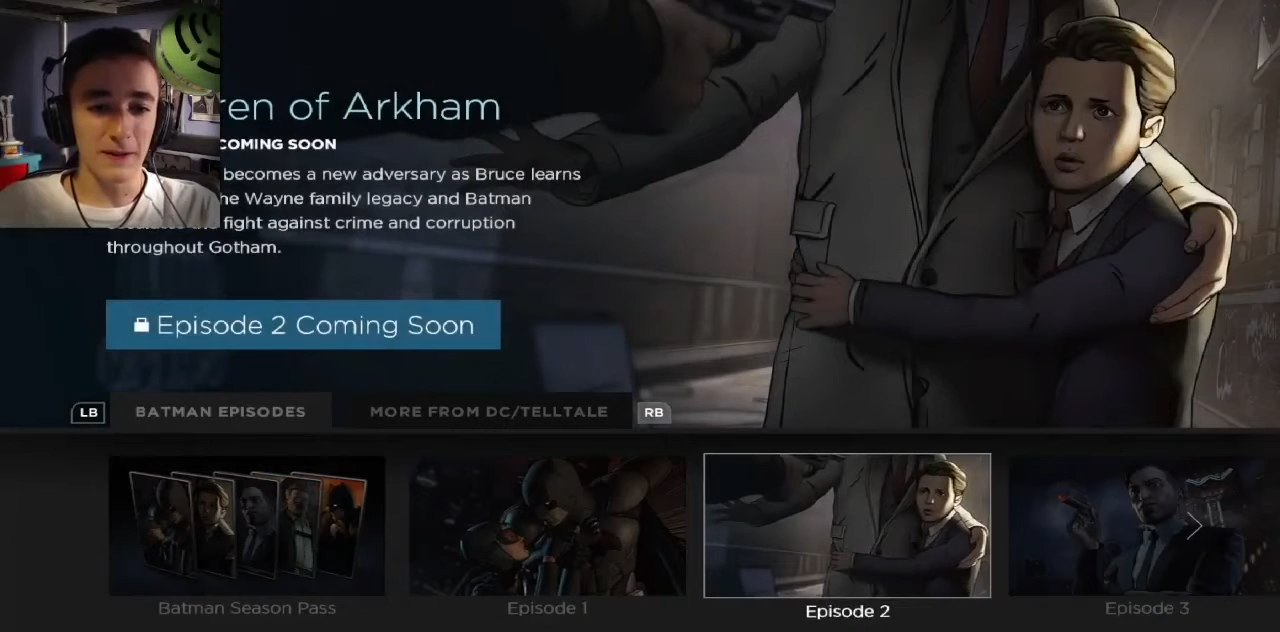 ren of Arkham
COMING SOON
becomes a new adversary as Bruce learns
he Wayne family legacy and Batman
fight against crime and corruption
throughout Gotham.
Episode 2 Coming Soon
LB BATMAN EPISODES MORE FROM DC/TELLTALE RB
Batman Season Pass Episode 1 Episode 2 Episode 3